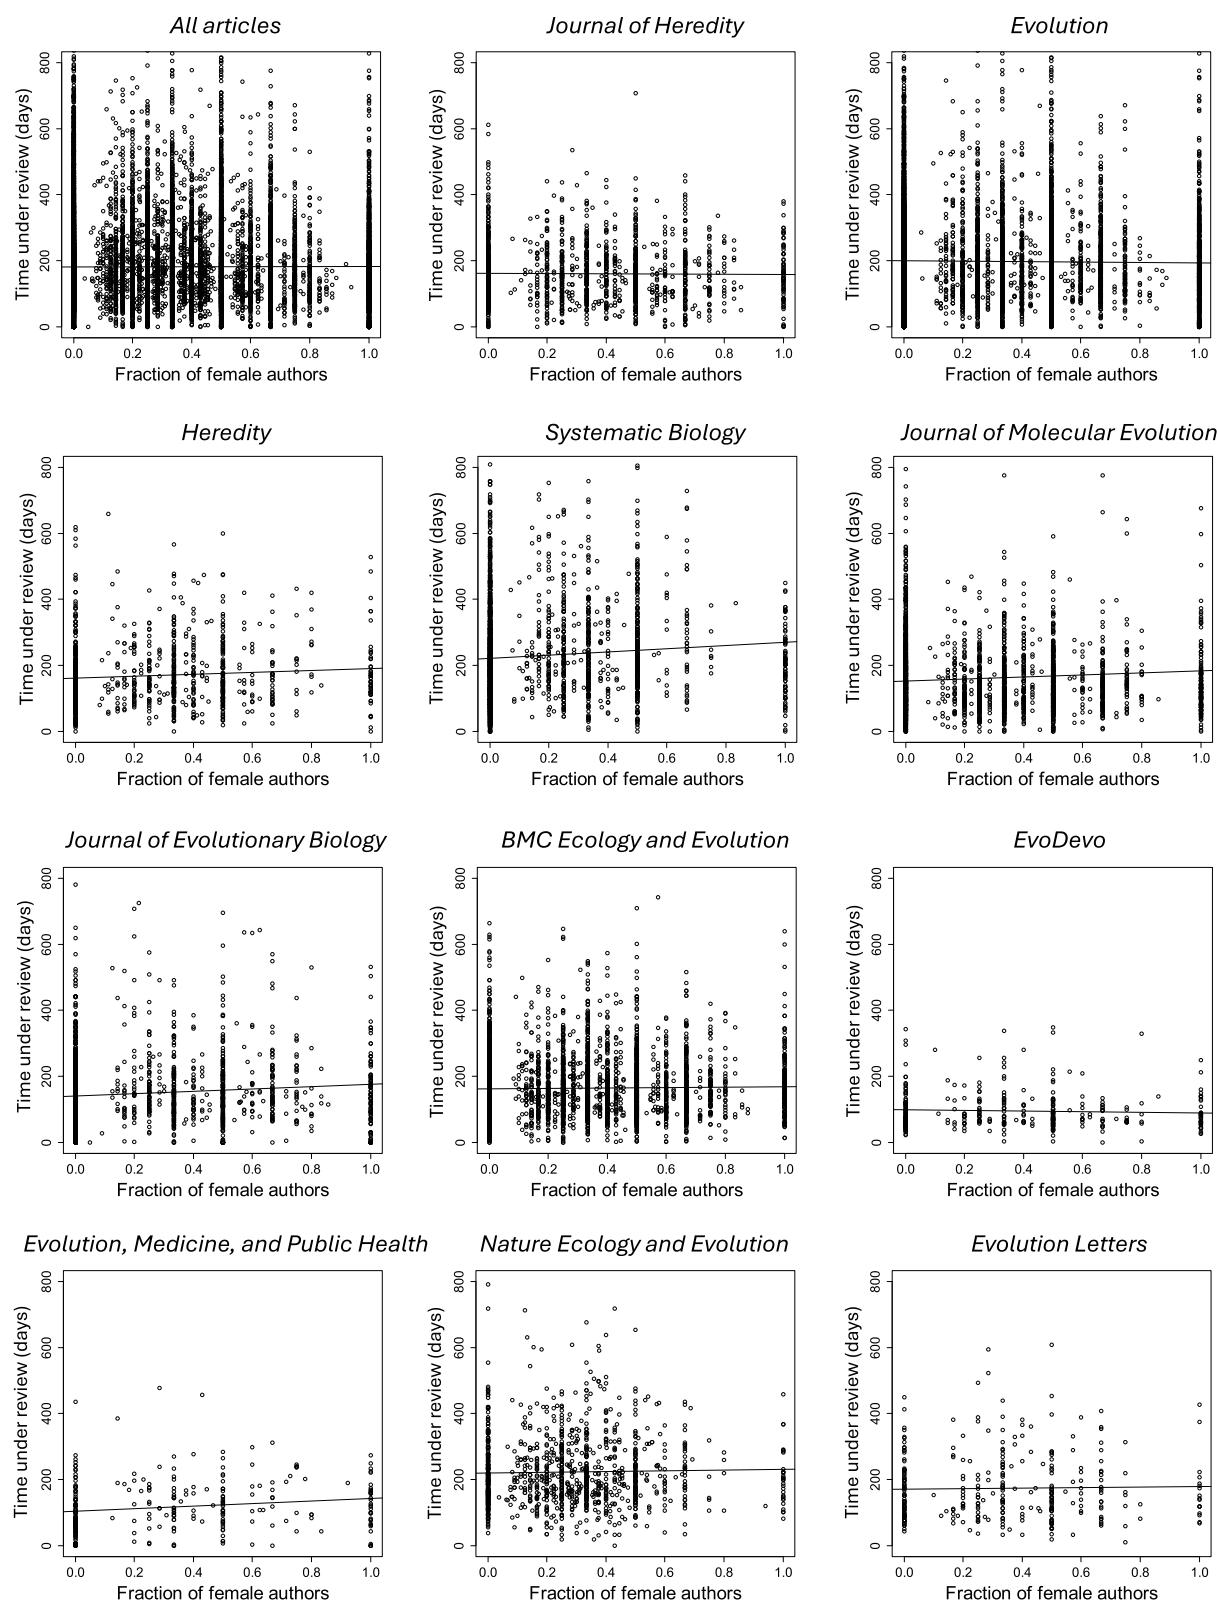 All articles
Journal of Heredity
Evolution
Time under review (days)
0 200 400 600 800
0.0 0.2 0.4 0.6 0.8 1.0
Fraction of female authors
Time under review (days)
0 200 400 600 800
0.0 0.2 0.4 0.6 0.8 1.0
Fraction of female authors
Time under review (days)
0 200 400 600 800
0.0 0.2 0.4 0.6 0.8 1.0
Fraction of female authors
Heredity
Systematic Biology
Journal of Molecular Evolution
Time under review (days)
0 200 400 600 800
0.0 0.2 0.4 0.6 0.8 1.0
Fraction of female authors
Time under review (days)
0 200 400 600 800
0.0 0.2 0.4 0.6 0.8 1.0
Fraction of female authors
Time under review (days)
0 200 400 600 800
0.0 0.2 0.4 0.6 0.8 1.0
Fraction of female authors
Journal of Evolutionary Biology
BMC Ecology and Evolution
EvoDevo
Time under review (days)
0 200 400 600 800
0.0 0.2 0.4 0.6 0.8 1.0
Fraction of female authors
Time under review (days)
0 200 400 600 800
0.0 0.2 0.4 0.6 0.8 1.0
Fraction of female authors
Time under review (days)
0 200 400 600 800
0.0 0.2 0.4 0.6 0.8 1.0
Fraction of female authors
Evolution, Medicine, and Public Health
Nature Ecology and Evolution
Evolution Letters
Time under review (days)
0 200 400 600 800
0.0 0.2 0.4 0.6 0.8 1.0
Fraction of female authors
Time under review (days)
0 200 400 600 800
0.0 0.2 0.4 0.6 0.8 1.0
Fraction of female authors
Time under review (days)
0 200 400 600 800
0.0 0.2 0.4 0.6 0.8 1.0
Fraction of female authors